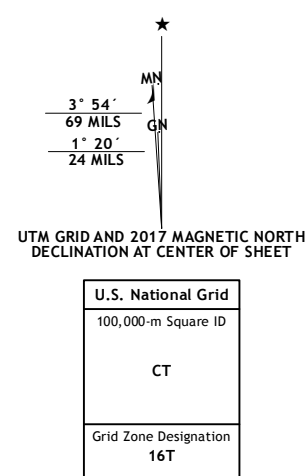 ★
MN
3° 54´
69 MILS
GN
1° 20´
24 MILS
UTM GRID AND 2017 MAGNETIC NORTH
DECLINATION AT CENTER OF SHEET
U.S. National Grid
100,000-m Square ID
CT
Grid Zone Designation
16T